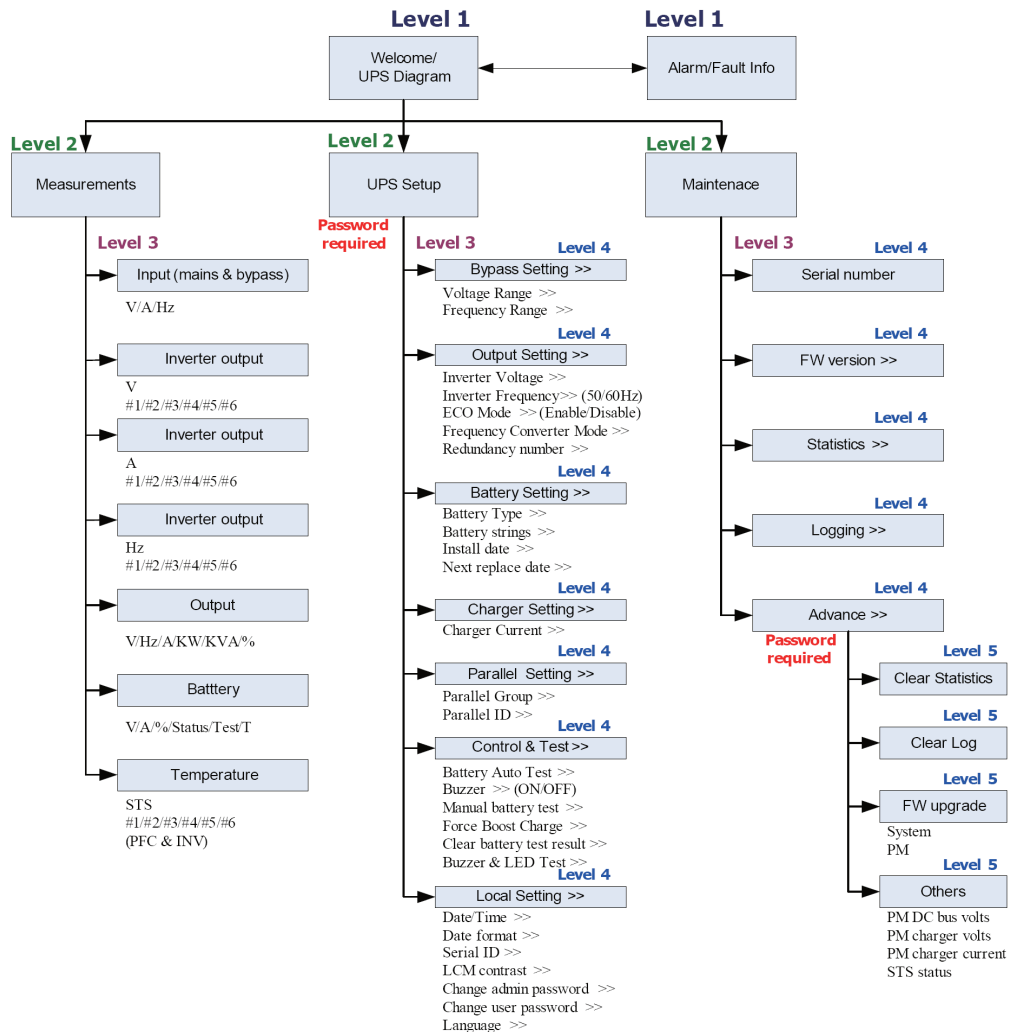 Level 1
Level 1
Welcome/
UPS Diagram
Alarm/Fault Info
Level 2
Measurements
Level 3
Input (mains & bypass)
V/A/Hz
Inverter output
V
#1/#2/#3/#4/#5/#6
Inverter output
A
#1/#2/#3/#4/#5/#6
Inverter output
Hz
#1/#2/#3/#4/#5/#6
Output
V/Hz/A/KW/KVA/%
Batttery
V/A/%/Status/Test/T
Temperature
STS
#1/#2/#3/#4/#5/#6
(PFC & INV)
Level 2
UPS Setup
Password
required
Level 3
Level 4
Bypass Setting >>
Voltage Range >>
Frequency Range >>
Level 4
Output Setting >>
Inverter Voltage >>
Inverter Frequency>> (50/60Hz)
ECO Mode >> (Enable/Disable)
Frequency Converter Mode >>
Redundancy number >>
Level 4
Battery Setting >>
Battery Type >>
Battery strings >>
Install date >>
Next replace date >>
Level 4
Charger Setting >>
Charger Current >>
Level 4
Parallel Setting >>
Parallel Group >>
Parallel ID >>
Level 4
Control & Test >>
Battery Auto Test >>
Buzzer >> (ON/OFF)
Manual battery test >>
Force Boost Charge >>
Clear battery test result >>
Buzzer & LED Test >>
Level 4
Local Setting >>
Date/Time >>
Date format >>
Serial ID >>
LCM contrast >>
Change admin password >>
Change user password >>
Language >>
Level 2
Maintenace
Level 3
Level 4
Serial number
Level 4
FW version >>
Level 4
Statistics >>
Level 4
Logging >>
Level 4
Advance >>
Password
required
Level 5
Clear Statistics
Level 5
Clear Log
Level 5
FW upgrade
System
PM
Level 5
Others
PM DC bus volts
PM charger volts
PM charger current
STS status